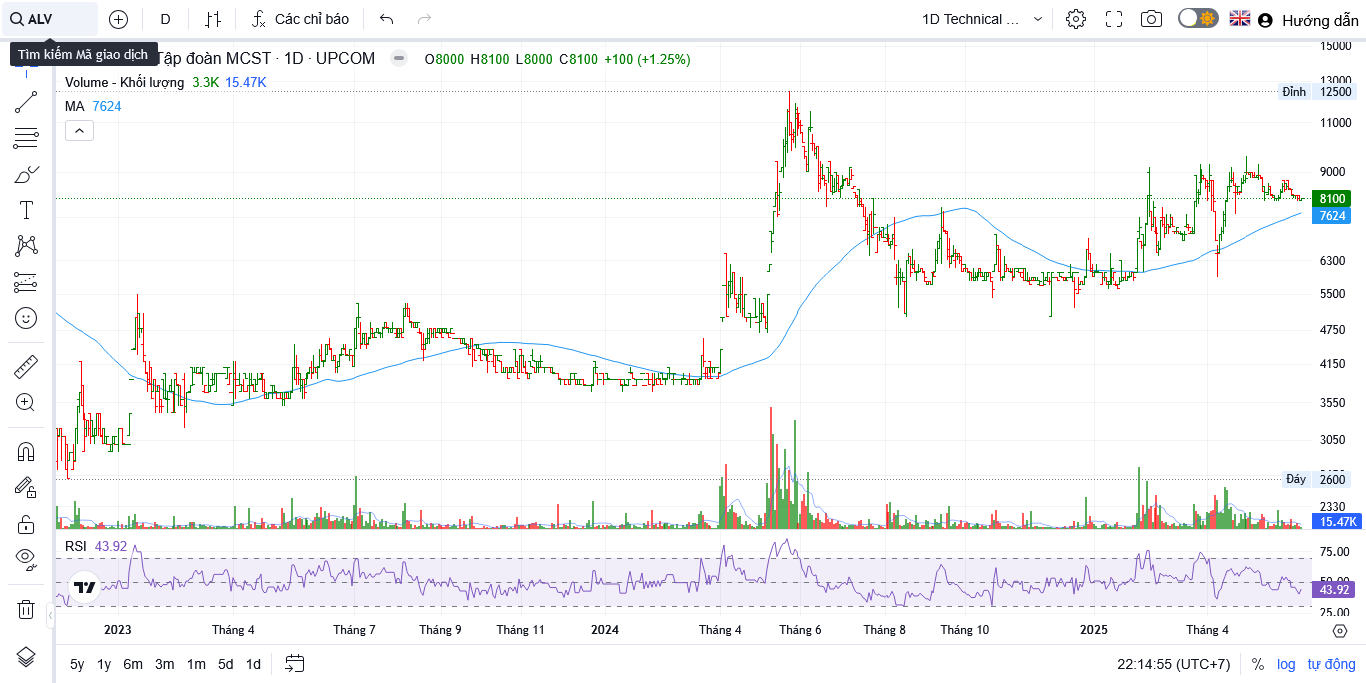 ALV
D
Các chỉ báo
1D Technical ...
Hướng dẫn
Tìm kiếm Mã giao dịch
Tập đoàn MCST · 1D · UPCOM
O8000 H8100 L8000 C8100 +100 (+1.25%)
Volume - Khối lượng 3.3K 15.47K
MA 7624
15000
13000
Đỉnh 12500
11000
9000
8100
7624
6300
5500
4750
4150
3550
3050
Đáy 2600
2330
15.47K
RSI 43.92
75.00
50.00
43.92
25.00
2023 Tháng 4 Tháng 7 Tháng 9 Tháng 11 2024 Tháng 4 Tháng 6 Tháng 8 Tháng 10 2025 Tháng 4
5y 1y 6m 3m 1m 5d 1d
22:14:55 (UTC+7) % log tự động